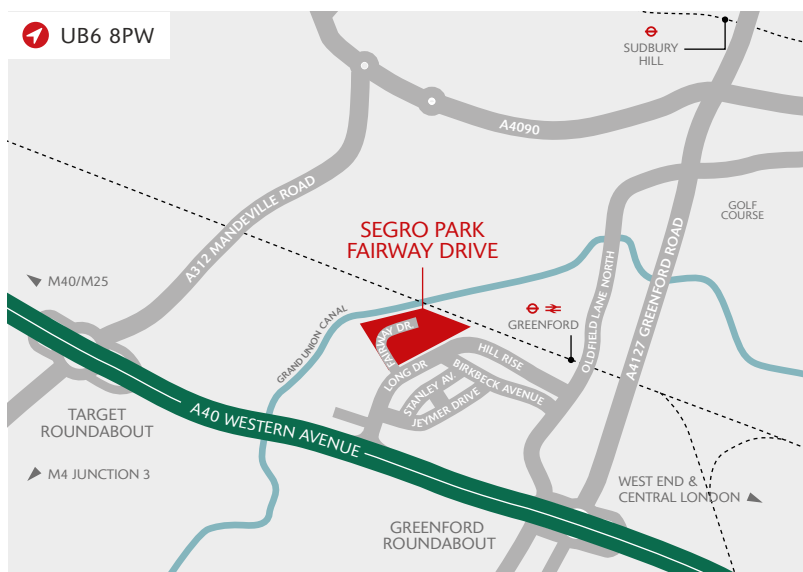 UB6 8PW
SUDBURY
HILL
A4090
A312 MANDEVILLE ROAD
GOLF
COURSE
SEGRO PARK
FAIRWAY DRIVE
M40/M25
GRAND UNION CANAL
FAIRWAY DR.
GREENFORD
OLDFIELD LANE NORTH
A4127 GREENFORD ROAD
LONG DR
HILL RISE
STANLEY AV.
BIRKBECK AVENUE
JEYMER DRIVE
TARGET
ROUNDABOUT
A40 WESTERN AVENUE
M4 JUNCTION 3
WEST END &
CENTRAL LONDON
GREENFORD
ROUNDABOUT